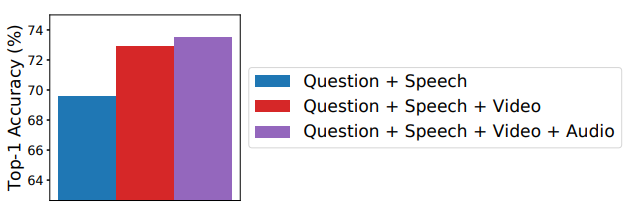 Top-1 Accuracy (%)
74
72
70
68
66
64
Question + Speech
Question + Speech + Video
Question + Speech + Video + Audio